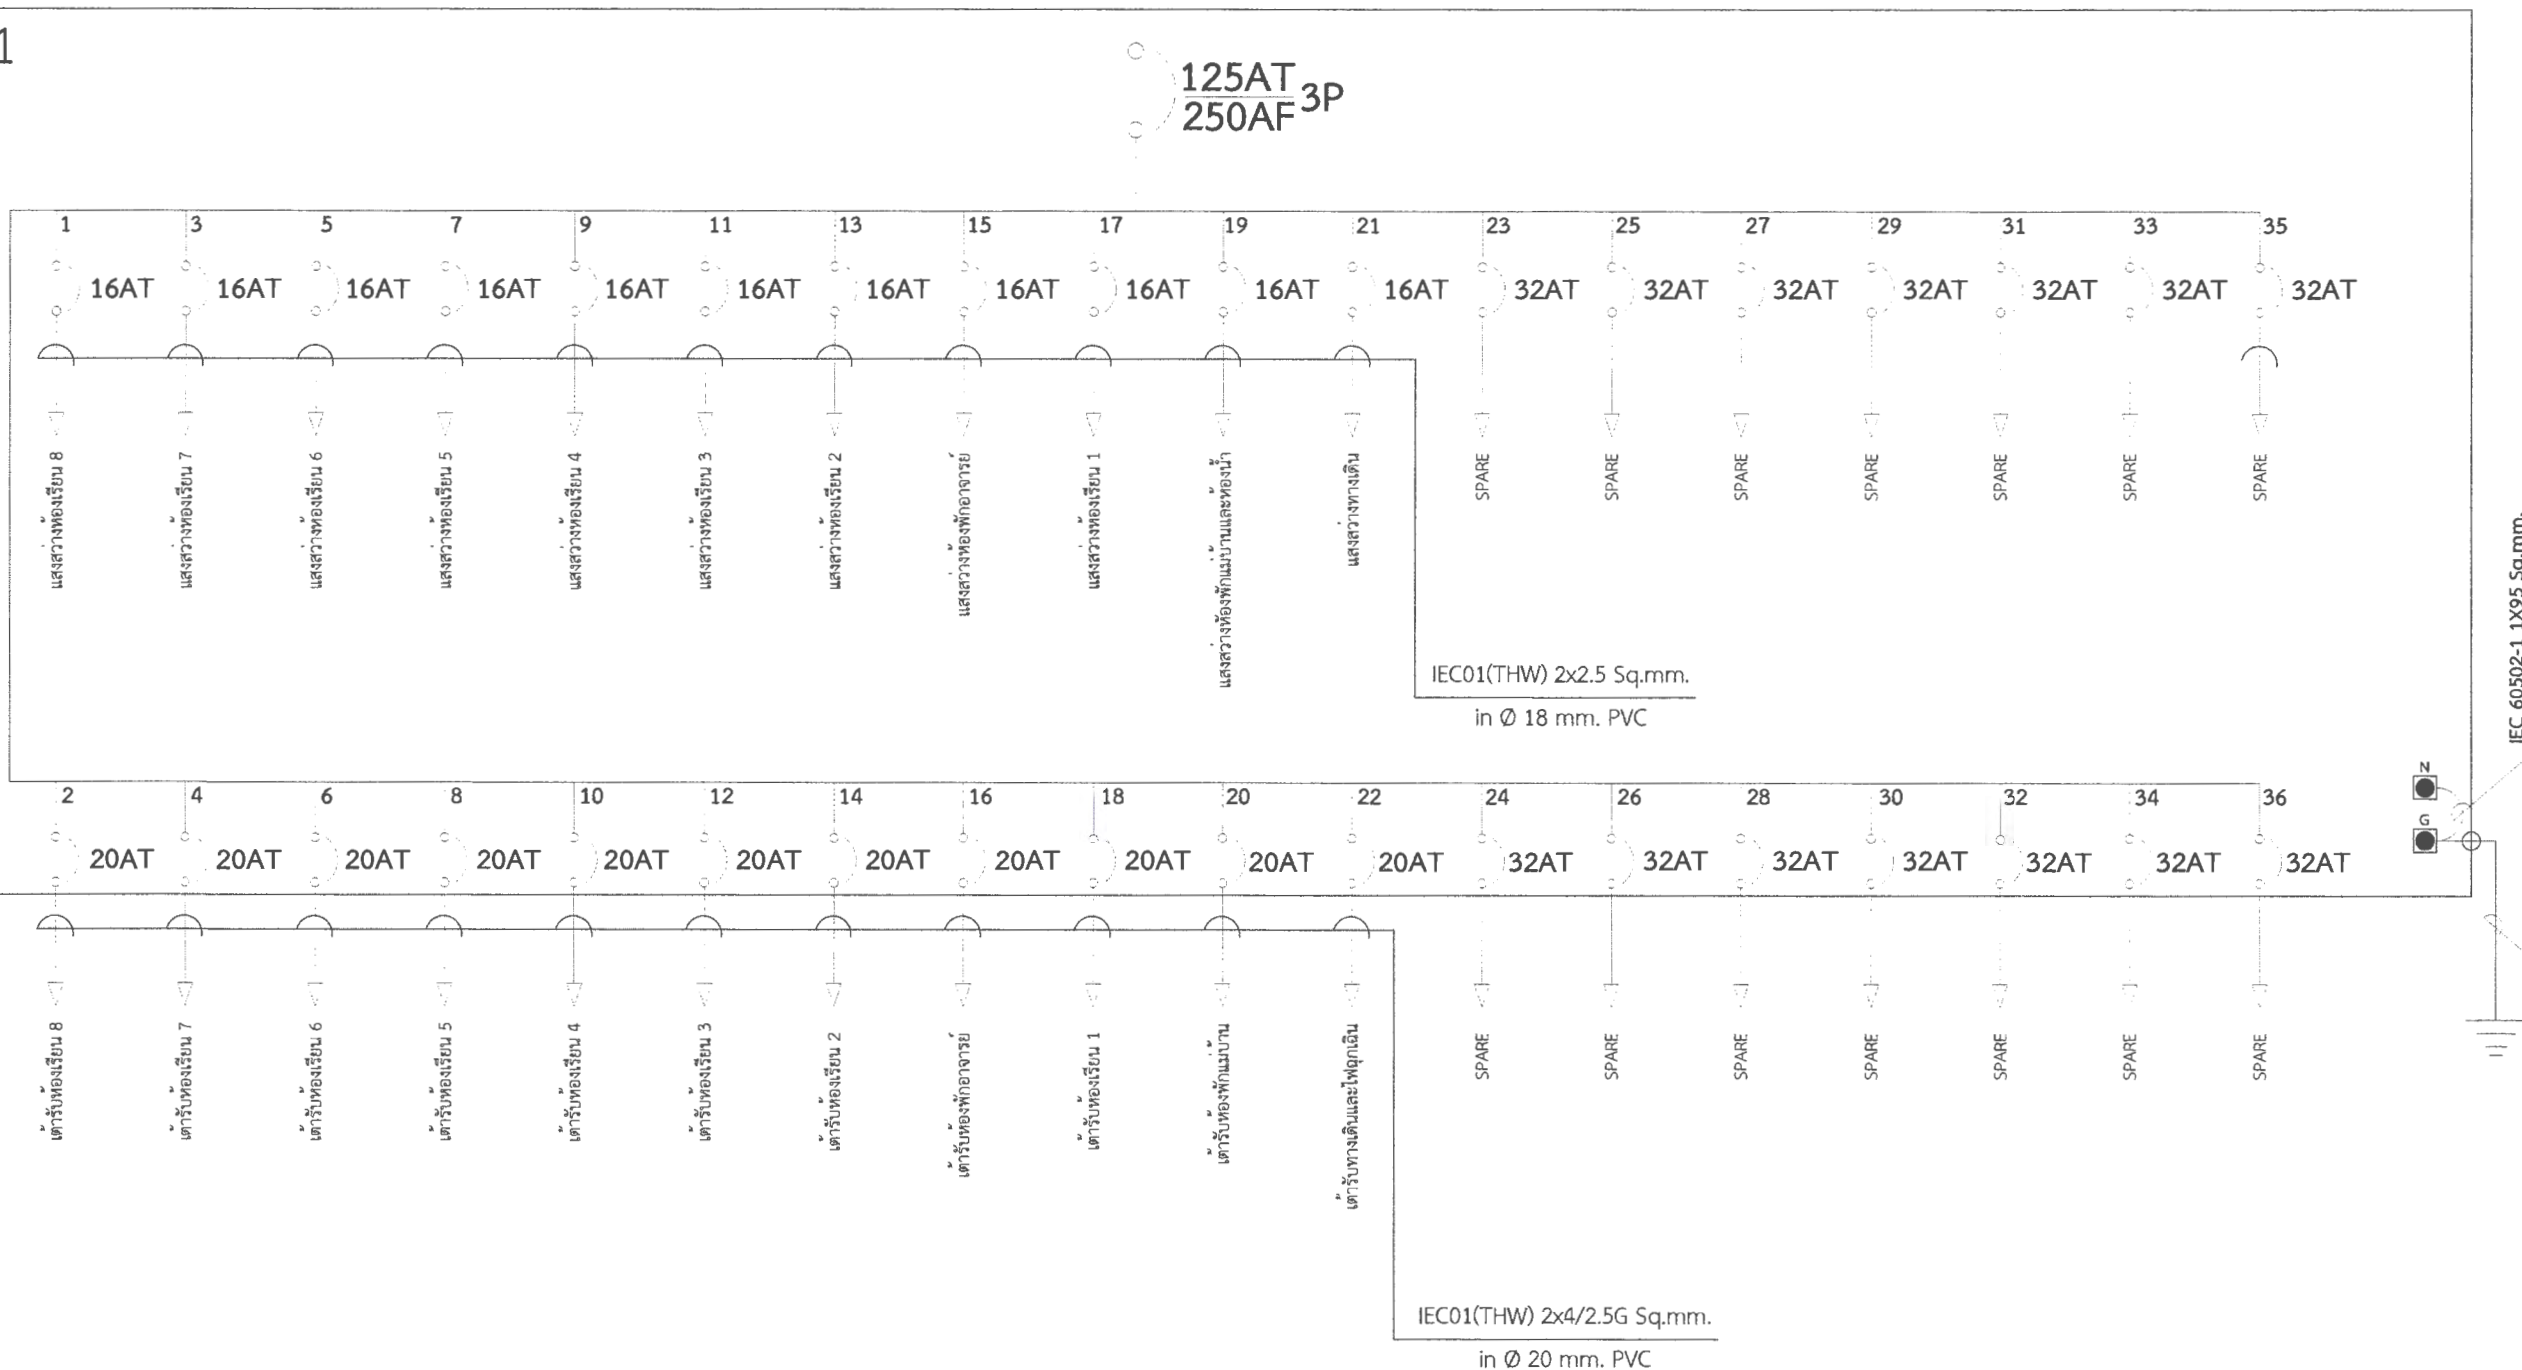 1
125AT
250AF 3P
1 3 5 7 9 11 13 15 17 19 21 23 25 27 29 31 33 35
16AT 16AT 16AT 16AT 16AT 16AT 16AT 16AT 16AT 16AT 16AT 32AT 32AT 32AT 32AT 32AT 32AT 32AT
แสงสว่างห้องเรียน 8
แสงสว่างห้องเรียน 7
แสงสว่างห้องเรียน 6
แสงสว่างห้องเรียน 5
แสงสว่างห้องเรียน 4
แสงสว่างห้องเรียน 3
แสงสว่างห้องเรียน 2
แสงสว่างห้องพักอาจารย์
แสงสว่างห้องเรียน 1
แสงสว่างห้องพักแม่บ้านและห้องน้ำ
แสงสว่างทางเดิน
SPARE
SPARE
SPARE
SPARE
SPARE
SPARE
SPARE
IEC01(THW) 2x2.5 Sq.mm.
in Ø 18 mm. PVC
IEC 60502-1 1X95 Sq.mm.
N
G
2 4 6 8 10 12 14 16 18 20 22 24 26 28 30 32 34 36
20AT 20AT 20AT 20AT 20AT 20AT 20AT 20AT 20AT 20AT 20AT 32AT 32AT 32AT 32AT 32AT 32AT 32AT
เต้ารับห้องเรียน 8
เต้ารับห้องเรียน 7
เต้ารับห้องเรียน 6
เต้ารับห้องเรียน 5
เต้ารับห้องเรียน 4
เต้ารับห้องเรียน 3
เต้ารับห้องเรียน 2
เต้ารับห้องพักอาจารย์
เต้ารับห้องเรียน 1
เต้ารับห้องพักแม่บ้าน
เต้ารับทางเดินและไฟฉุกเฉิน
SPARE
SPARE
SPARE
SPARE
SPARE
SPARE
SPARE
IEC01(THW) 2x4/2.5G Sq.mm.
in Ø 20 mm. PVC